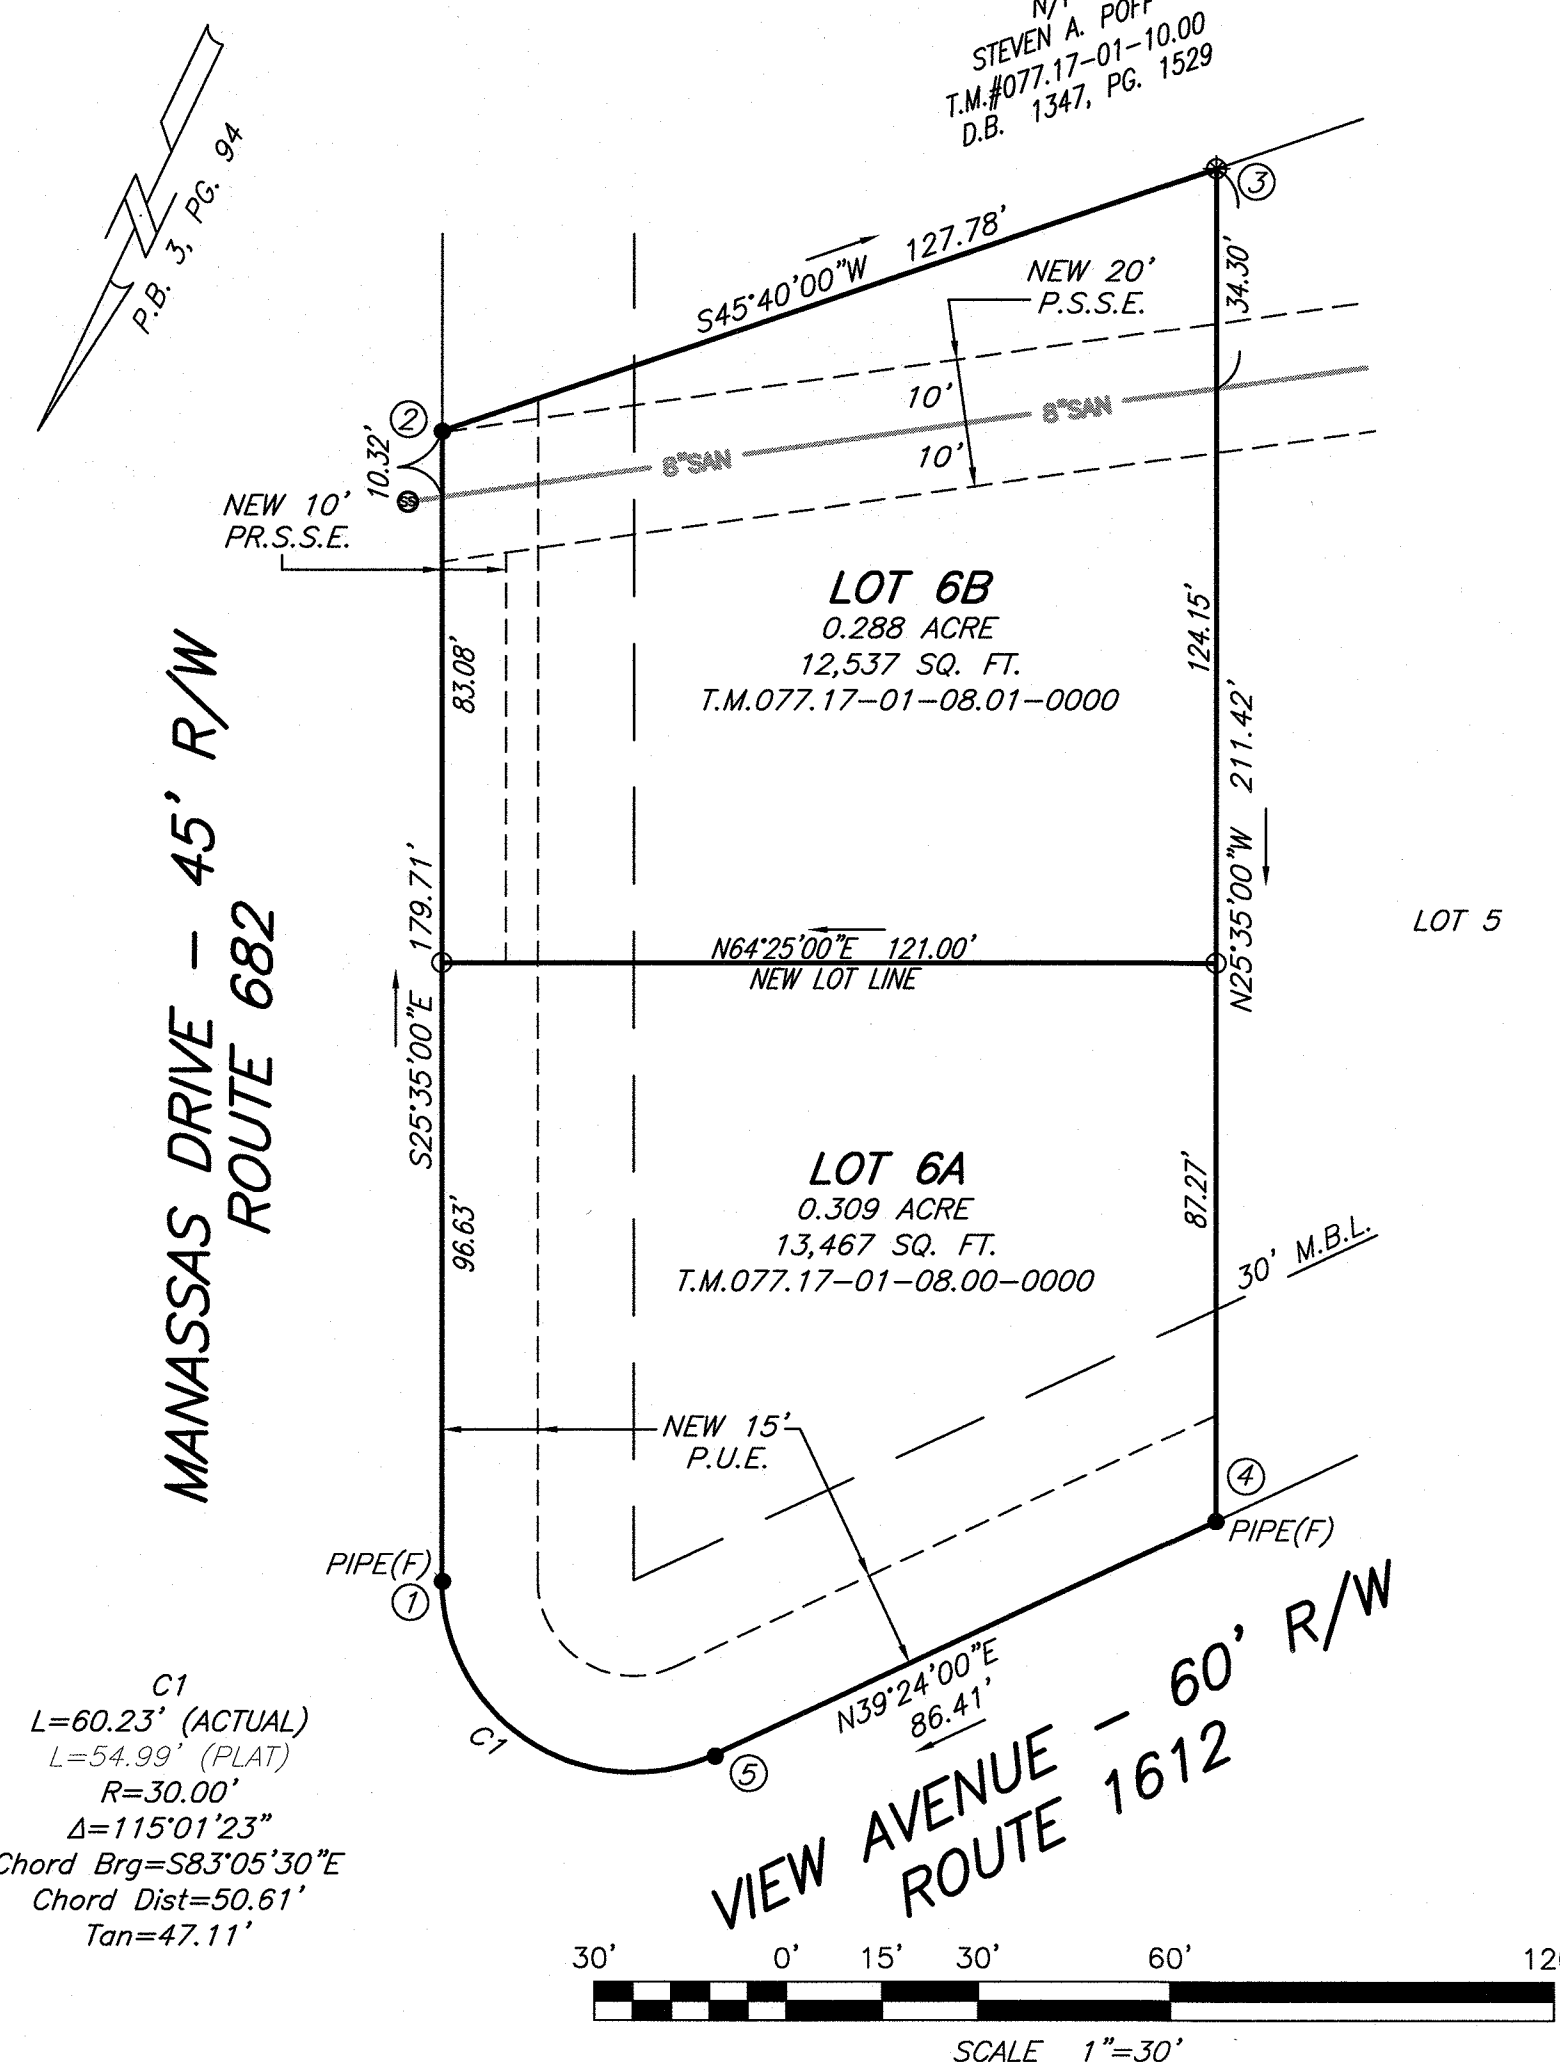 N/F
STEVEN A. POFF
T.M.#077.17-01-10.00
D.B. 1347, PG. 1529
P.B. 3, PG. 94
3
34.30'
S45°40'00"W 127.78'
NEW 20'
P.S.S.E.
10'
10'
8"SAN
8"SAN
2
10.32'
SS
NEW 10'
PR.S.S.E.
LOT 6B
0.288 ACRE
12,537 SQ. FT.
T.M.077.17-01-08.01-0000
83.08'
124.15'
N25°35'00"W 211.42'
MANASSAS DRIVE - 45' R/W
ROUTE 682
S25°35'00"E 179.71'
N64°25'00"E 121.00'
NEW LOT LINE
LOT 5
LOT 6A
0.309 ACRE
13,467 SQ. FT.
T.M.077.17-01-08.00-0000
96.63'
87.27'
30' M.B.L.
NEW 15'
P.U.E.
4
PIPE(F)
PIPE(F)
1
C1
N39°24'00"E
86.41'
5
VIEW AVENUE - 60' R/W
ROUTE 1612
C1
L=60.23' (ACTUAL)
L=54.99' (PLAT)
R=30.00'
Δ=115°01'23"
Chord Brg=S83°05'30"E
Chord Dist=50.61'
Tan=47.11'
30' 0' 15' 30' 60'
SCALE 1"=30'